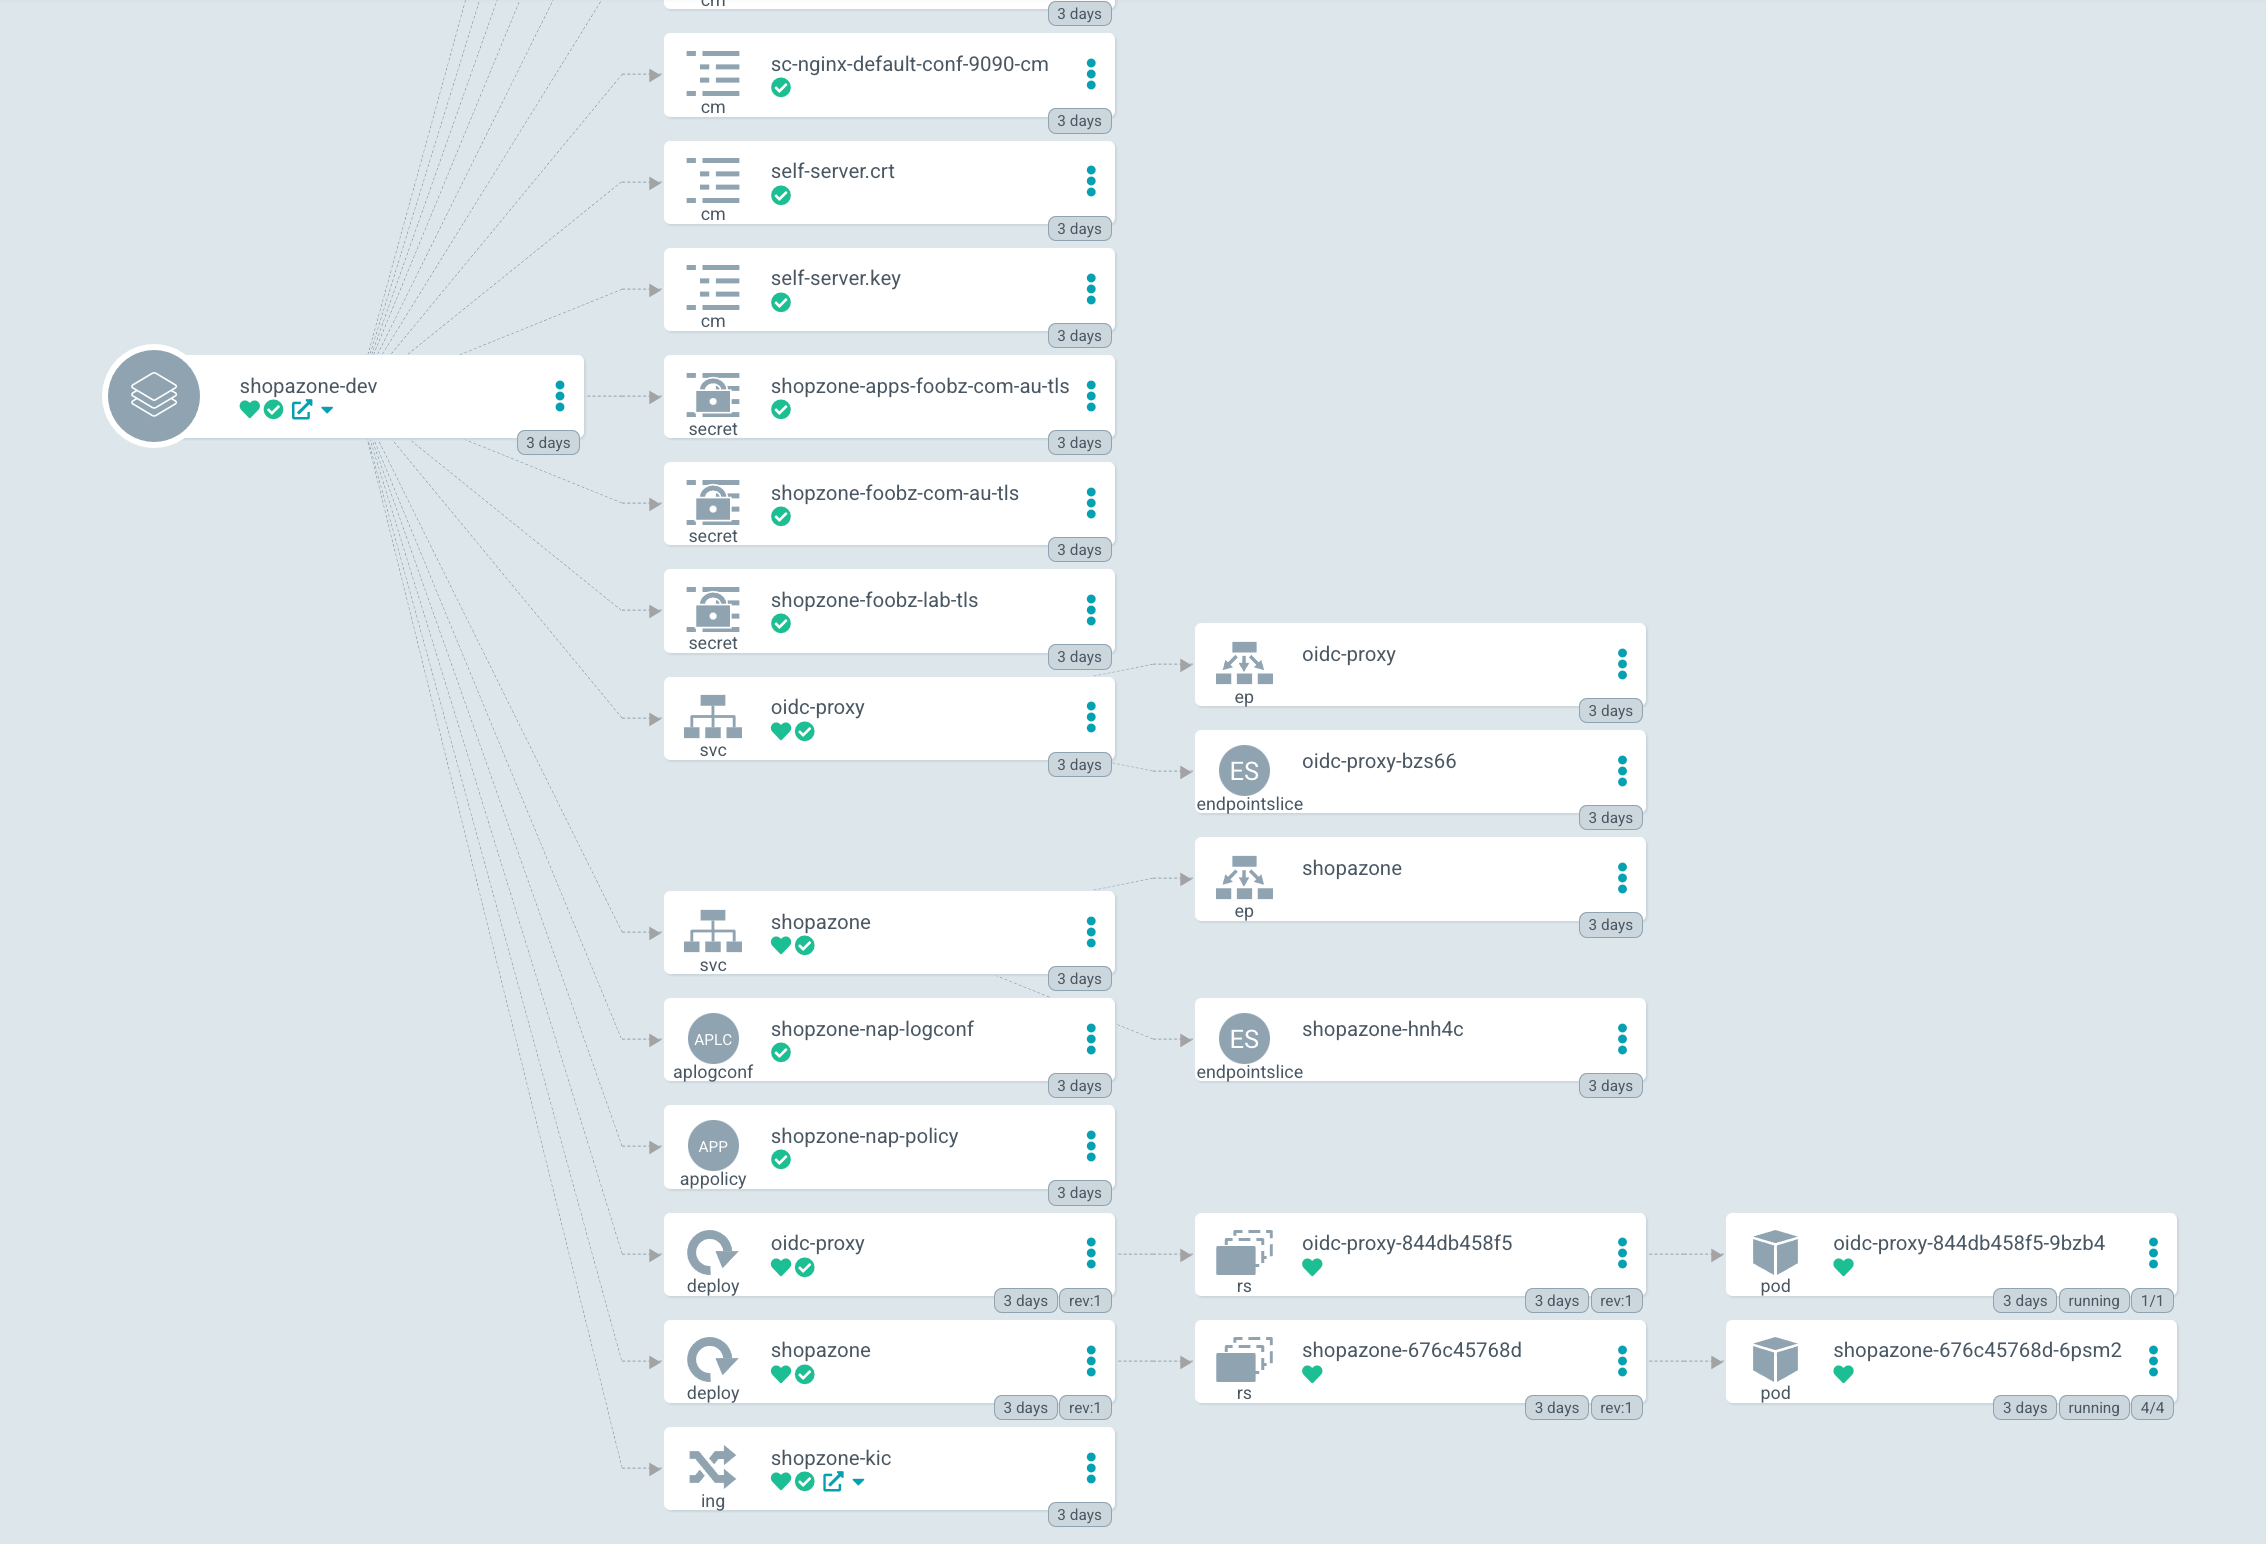 cm
3 days
sc-nginx-default-conf-9090-cm
cm
3 days
self-server.crt
cm
3 days
self-server.key
cm
3 days
shopazone-dev
3 days
shopzone-apps-foobz-com-au-tls
secret
3 days
shopzone-foobz-com-au-tls
secret
3 days
shopzone-foobz-lab-tls
secret
3 days
oidc-proxy
svc
3 days
oidc-proxy
ep
3 days
ES
oidc-proxy-bzs66
endpointslice
3 days
shopazone
svc
3 days
shopazone
ep
3 days
APLC
shopzone-nap-logconf
aplogconf
3 days
ES
shopazone-hnh4c
endpointslice
3 days
APP
shopzone-nap-policy
appolicy
3 days
oidc-proxy
deploy
3 days rev:1
oidc-proxy-844db458f5
rs
3 days rev:1
oidc-proxy-844db458f5-9bzb4
pod
3 days running 1/1
shopazone
deploy
3 days rev:1
shopazone-676c45768d
rs
3 days rev:1
shopazone-676c45768d-6psm2
pod
3 days running 4/4
shopzone-kic
ing
3 days